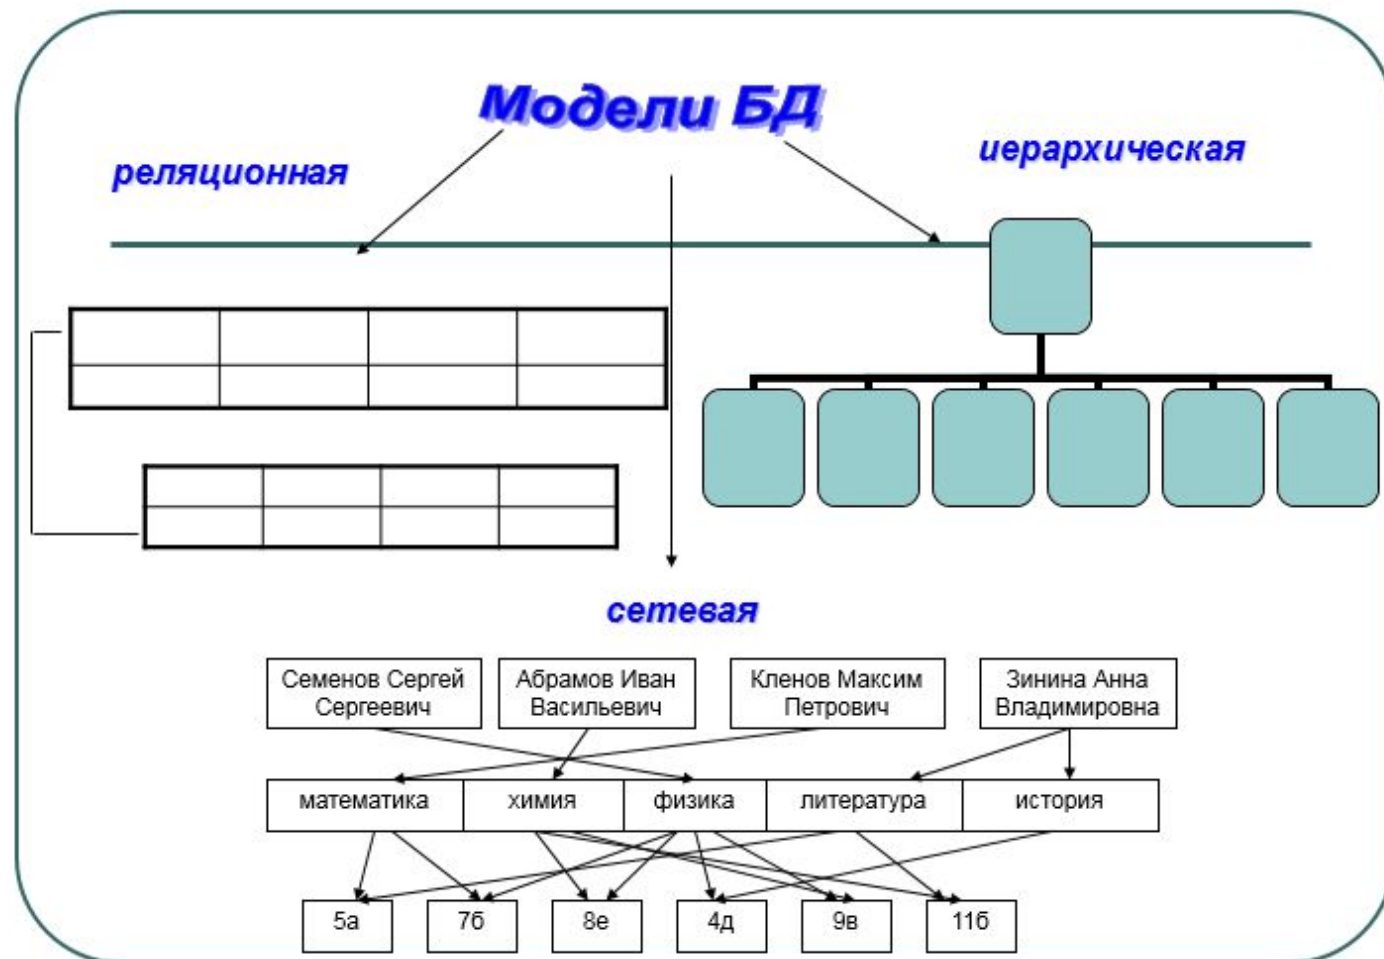 Модели БД
реляционная
иерархическая
сетевая
Семенов Сергей
Сергеевич
Абрамов Иван
Васильевич
Кленов Максим
Петрович
Зинина Анна
Владимировна
математика
химия
физика
литература
история
5а
7б
8е
4д
9в
11б